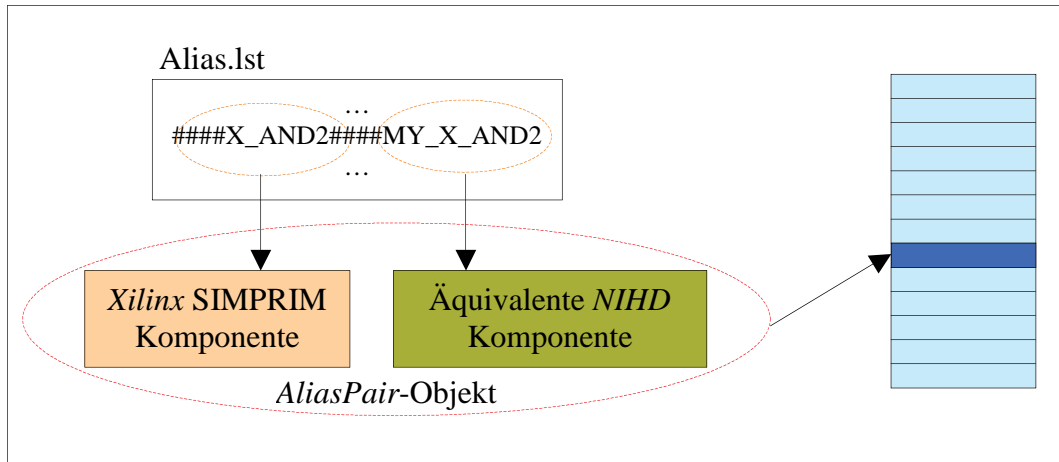 Alias.lst
…
####X_AND2####MY_X_AND2
…
Xilinx SIMPRIM
Komponente
Äquivalente NIHD
Komponente
AliasPair-Objekt